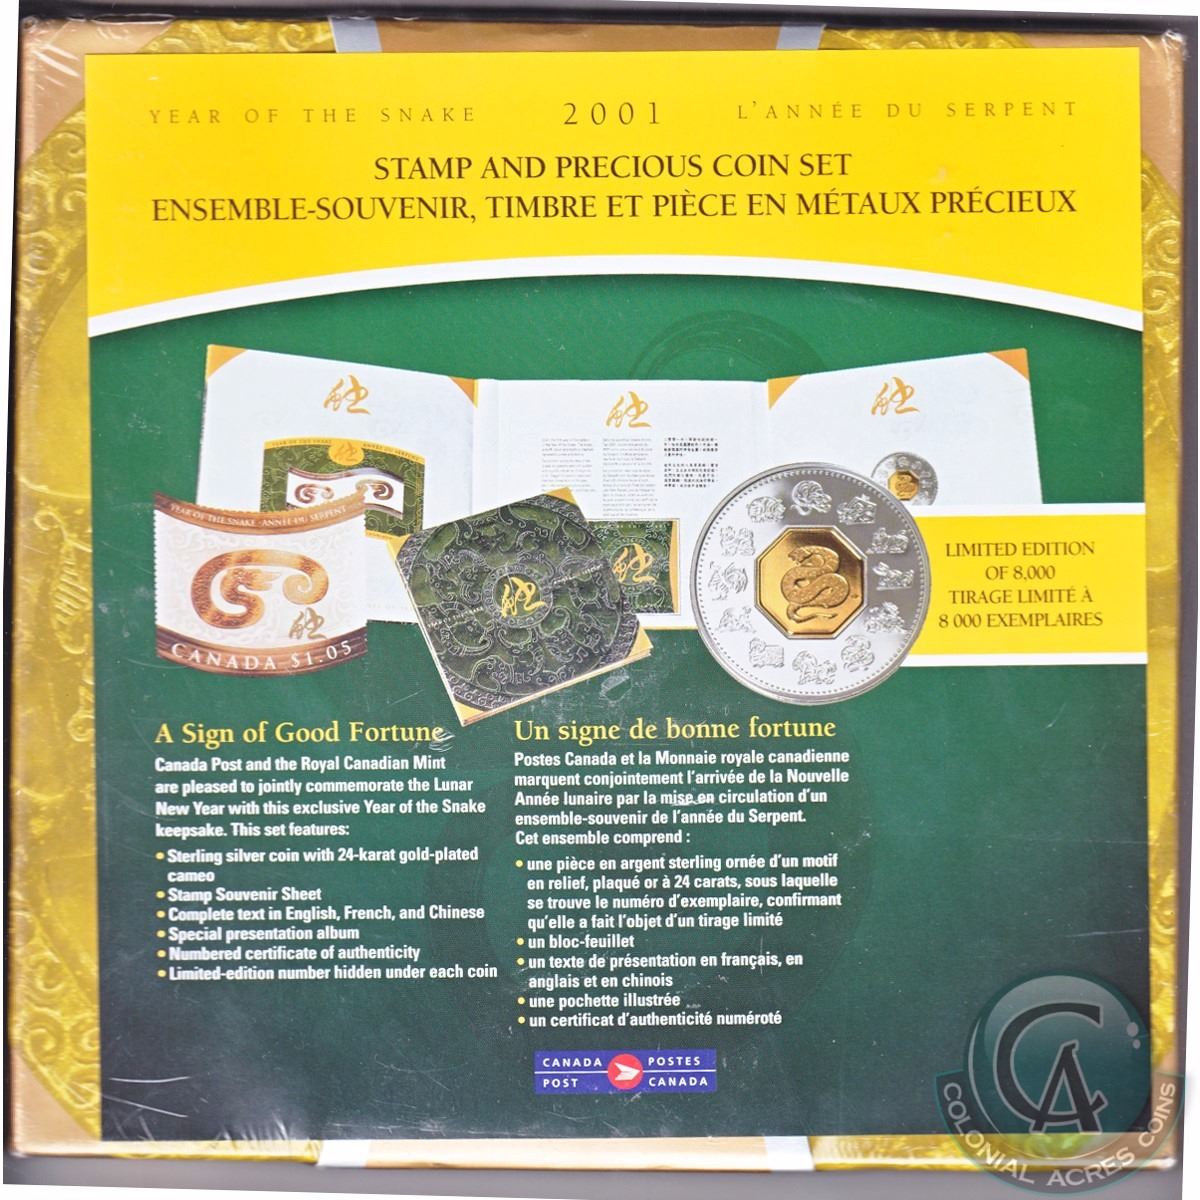 YEAR OF THE SNAKE 2001 L'ANNÉE DU SERPENT
STAMP AND PRECIOUS COIN SET
ENSEMBLE-SOUVENIR, TIMBRE ET PIÈCE EN MÉTAUX PRÉCIEUX
YEAR OF THE SNAKE ANNÉE DU SERPENT
YEAR OF THE SNAKE · ANNÉE DU SERPENT
CANADA $1.05
LIMITED EDITION
OF 8,000
TIRAGE LIMITÉ À
8 000 EXEMPLAIRES
A Sign of Good Fortune
Canada Post and the Royal Canadian Mint
are pleased to jointly commemorate the Lunar
New Year with this exclusive Year of the Snake
keepsake. This set features:
• Sterling silver coin with 24-karat gold-plated
cameo
• Stamp Souvenir Sheet
• Complete text in English, French, and Chinese
• Special presentation album
• Numbered certificate of authenticity
• Limited-edition number hidden under each coin
Un signe de bonne fortune
Postes Canada et la Monnaie royale canadienne
marquent conjointement l'arrivée de la Nouvelle
Année lunaire par la mise en circulation d'un
ensemble-souvenir de l'année du Serpent.
Cet ensemble comprend :
• une pièce en argent sterling ornée d'un motif
en relief, plaqué or à 24 carats, sous laquelle
se trouve le numéro d'exemplaire, confirmant
qu'elle a fait l'objet d'un tirage limité
• un bloc-feuillet
• un texte de présentation en français, en
anglais et en chinois
• une pochette illustrée
• un certificat d'authenticité numéroté
CANADA POSTES
POST CANADA
CA
COLONIAL ACRES COINS